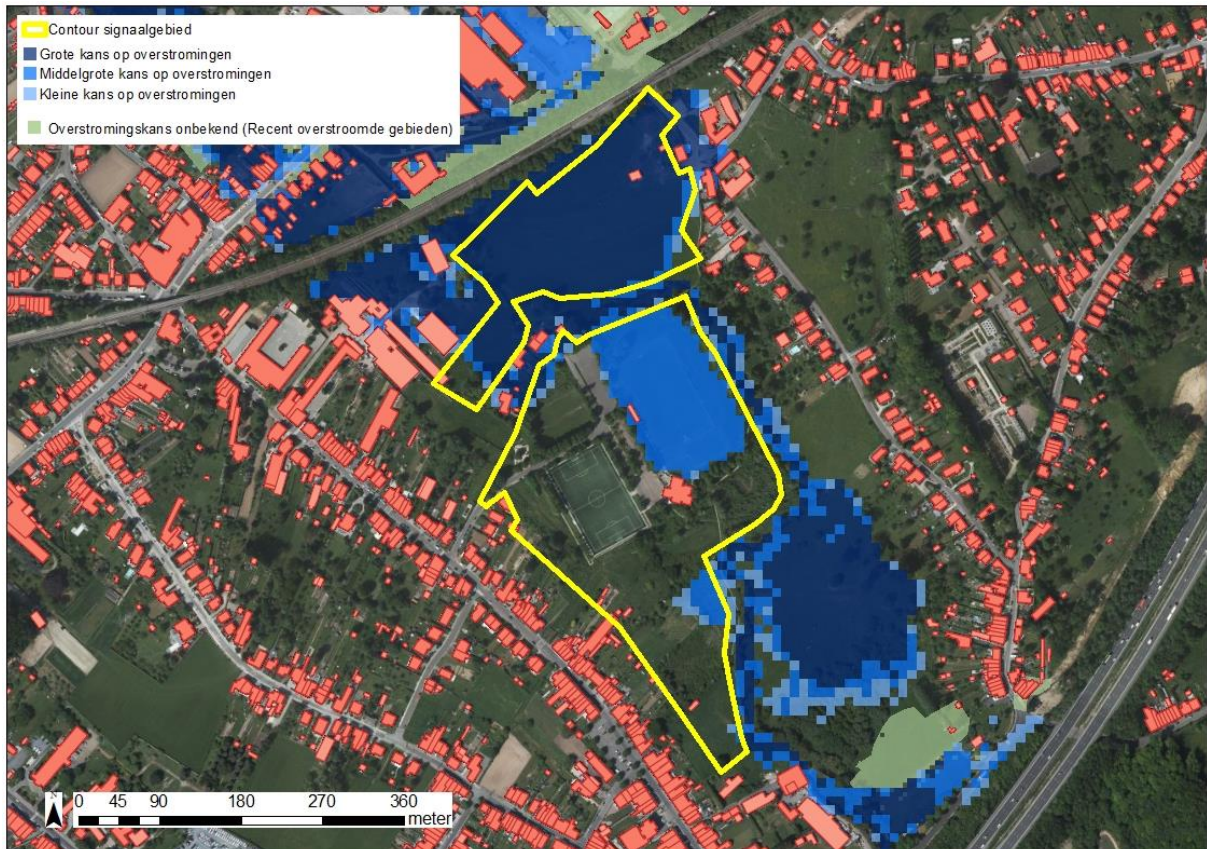 Contour signaalgebied
Grote kans op overstromingen
Middelgrote kans op overstromingen
Kleine kans op overstromingen
Overstromingskans onbekend (Recent overstroomde gebieden)
N
0 45 90 180 270 360
meter